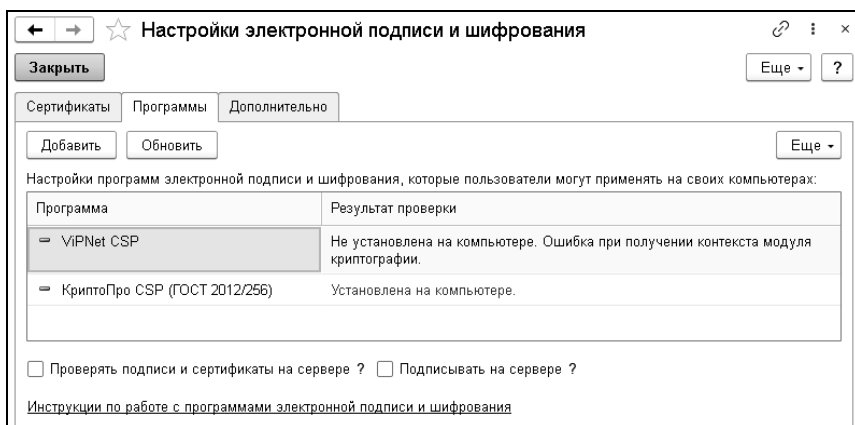 Настройки электронной подписи и шифрования
Закрыть
Еще
?
Сертификаты Программы Дополнительно
Добавить Обновить Еще
Настройки программ электронной подписи и шифрования, которые пользователи могут применять на своих компьютерах:
Программа Результат проверки
ViPNet CSP Не установлена на компьютере. Ошибка при получении контекста модуля
криптографии.
КриптоПро CSP (ГОСТ 2012/256) Установлена на компьютере.
Проверять подписи и сертификаты на сервере ? Подписывать на сервере ?
Инструкции по работе с программами электронной подписи и шифрования